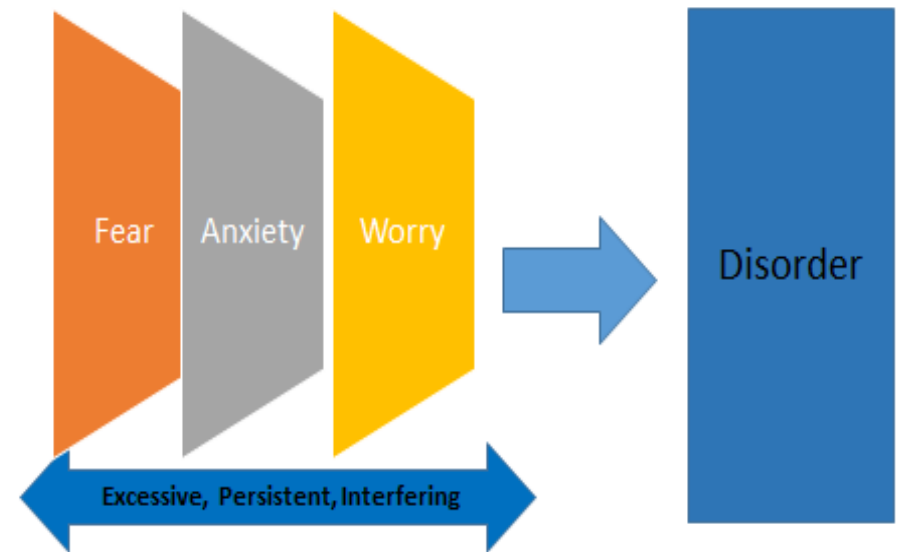 Fear
Anxiety
Worry
Disorder
Excessive, Persistent, Interfering